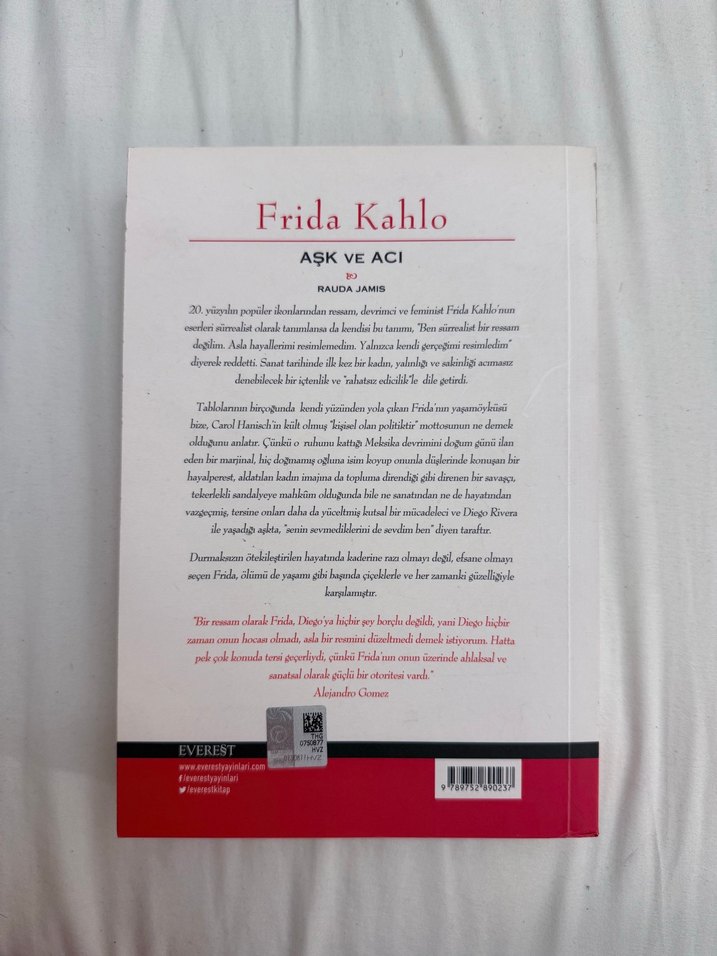 Frida Kahlo
AŞK VE ACI
RAUDA JAMIS
20. yüzyılın popüler ikonlarından ressam, devrimci ve feminist Frida Kahlo'nun
eserleri sürrealist olarak tanımlansa da kendisi bu tanımı, "Ben sürrealist bir ressam
değilim. Asla hayallerimi resimlemedim. Yalnızca kendi gerçeğimi resimledim"
diyerek reddetti. Sanat tarihinde ilk kez bir kadın, yalınlığı ve sakinliği acımasız
denebilecek bir içtenlik ve "rahatsız edicilik"le dile getirdi.
Tablolarının birçoğunda kendi yüzünden yola çıkan Frida'nın yaşamöyküsü
bize, Carol Hanisch'in kült olmuş "kişisel olan politiktir" mottosunun ne demek
olduğunu anlatır. Çünkü o ruhunu kattığı Meksika devrimini doğum günü ilan
eden bir marjinal, hiç doğmamış oğluna isim koyup onunla düşlerinde konuşan bir
hayalperest, aldatılan kadın imajına da topluma direndiği gibi direnen bir savaşçı,
tekerlekli sandalyeye mahkûm olduğunda bile ne sanatından ne de hayatından
vazgeçmiş, tersine onları daha da yüceltmiş kutsal bir mücadeleci ve Diego Rivera
ile yaşadığı aşkta, "senin sevmediklerini de sevdim ben" diyen taraftır.
Durmaksızın ötekileştirilen hayatında kaderine razı olmayı değil, efsane olmayı
seçen Frida, ölümü de yaşamı gibi başında çiçeklerle ve her zamanki güzelliğiyle
karşılamıştır.
"Bir ressam olarak Frida, Diego'ya hiçbir şey borçlu değildi, yani Diego hiçbir
zaman onun hocası olmadı, asla bir resmini düzeltmedi demek istiyorum. Hatta
pek çok konuda tersi geçerliydi, çünkü Frida'nın onun üzerinde ahlaksal ve
sanatsal olarak güçlü bir otoritesi vardı."
Alejandro Gomez
THG
0750877
HVZ
EVEREST
www.everestyayinlari.com
/everestyayinlari
/everestkitap
9 789752 890237